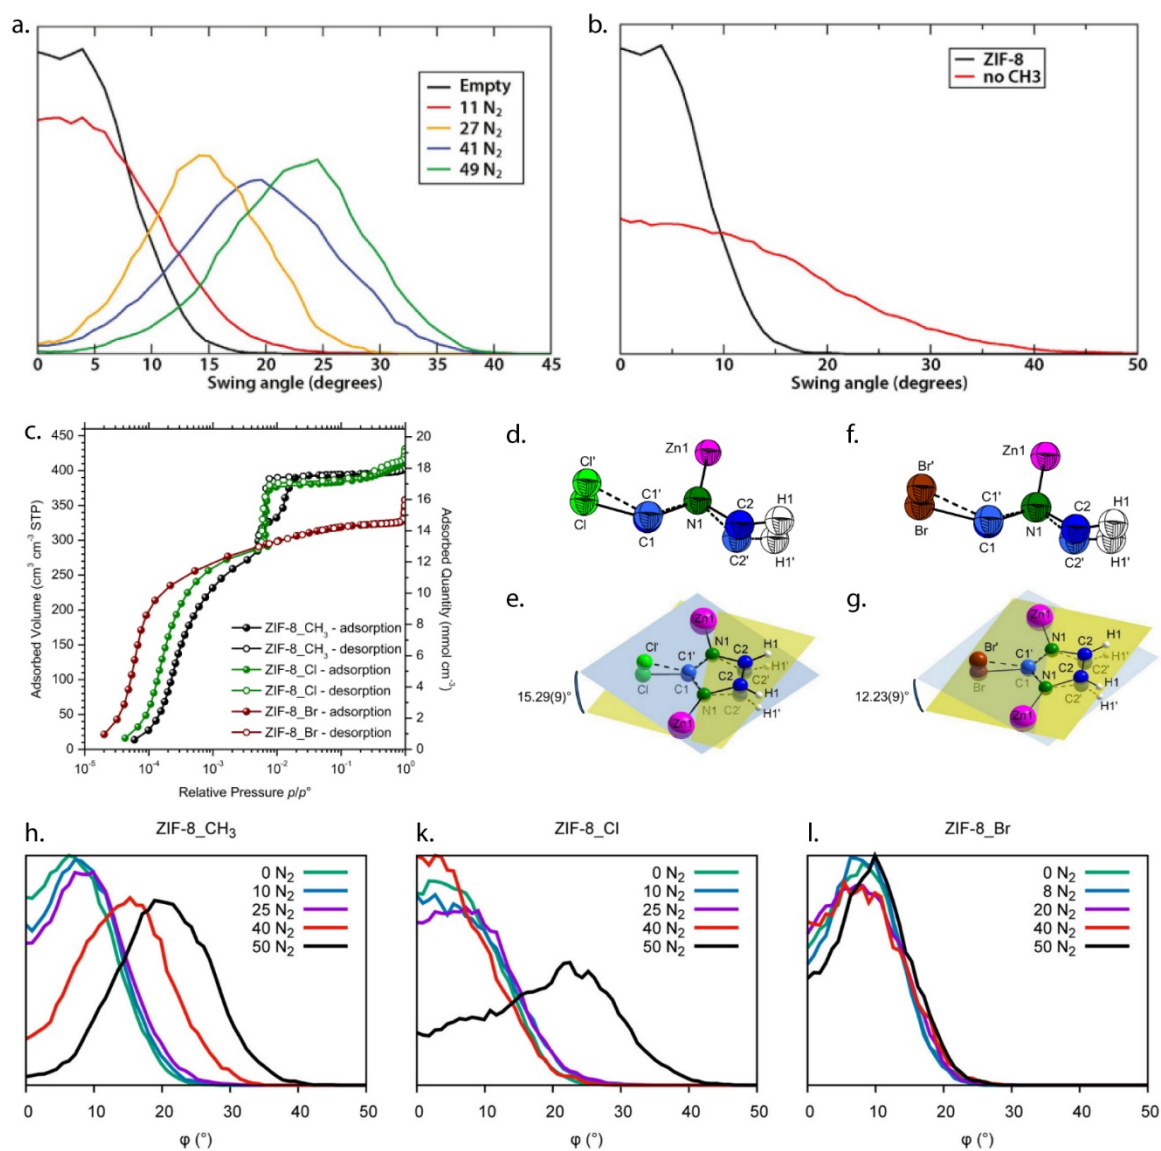 a.
Empty
11 N₂
27 N₂
41 N₂
49 N₂
0 5 10 15 20 25 30 35 40 45
Swing angle (degrees)
b.
ZIF-8
no CH3
0 10 20 30 40 50
Swing angle (degrees)
c.
450
400
350
300
250
200
150
100
50
0
Adsorbed Volume (cm³ cm⁻³ STP)
20
18
16
14
12
10
8
6
4
2
0
Adsorbed Quantity (mmol cm⁻³)
ZIF-8_CH₃ - adsorption
ZIF-8_CH₃ - desorption
ZIF-8_Cl - adsorption
ZIF-8_Cl - desorption
ZIF-8_Br - adsorption
ZIF-8_Br - desorption
10⁻⁵ 10⁻⁴ 10⁻³ 10⁻² 10⁻¹ 10⁰
Relative Pressure p/p°
d.
Zn1
Cl'
C1'
Cl
C1
N1
C2
H1
C2'
H1'
e.
Zn1
N1
H1
Cl'
C1'
C2
H1'
Cl
C1
C2
C2'
N1
H1
C2'
H1'
Zn1
15.29(9)°
f.
Zn1
Br'
C1'
Br
C1
N1
C2
H1
C2'
H1'
g.
Zn1
N1
H1
Br'
C1'
C2
H1'
Br
C1
C2
C2'
N1
H1
C2'
H1'
Zn1
12.23(9)°
h.
ZIF-8_CH₃
0 N₂
10 N₂
25 N₂
40 N₂
50 N₂
0 10 20 30 40 50
φ (°)
k.
ZIF-8_Cl
0 N₂
10 N₂
25 N₂
40 N₂
50 N₂
0 10 20 30 40 50
φ (°)
l.
ZIF-8_Br
0 N₂
8 N₂
20 N₂
40 N₂
50 N₂
0 10 20 30 40 50
φ (°)